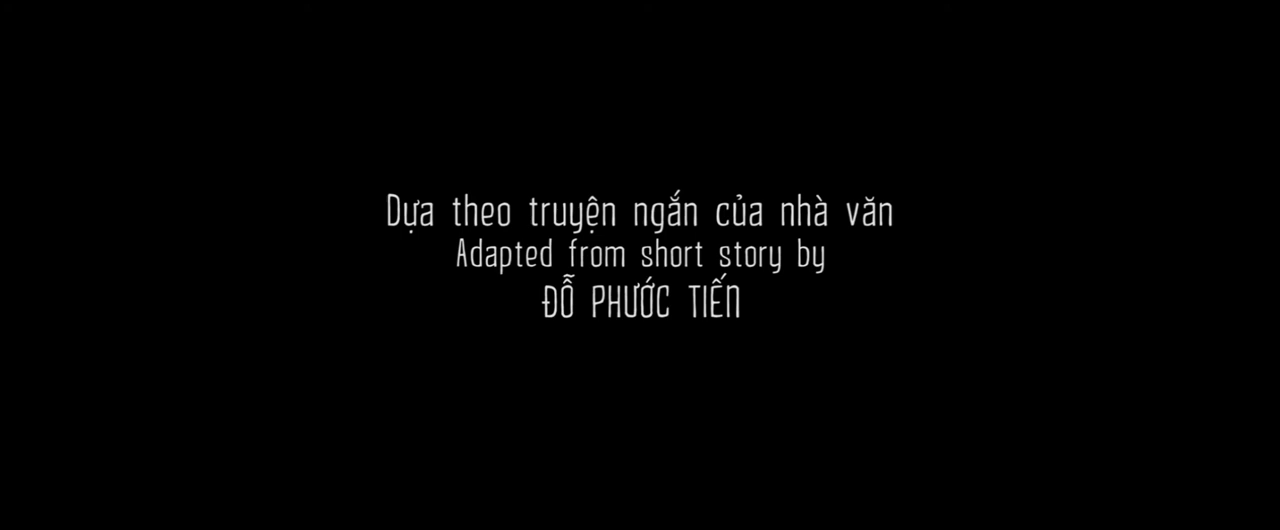 Dựa theo truyện ngắn của nhà văn
Adapted from short story by
ĐỖ PHƯỚC TIẾN